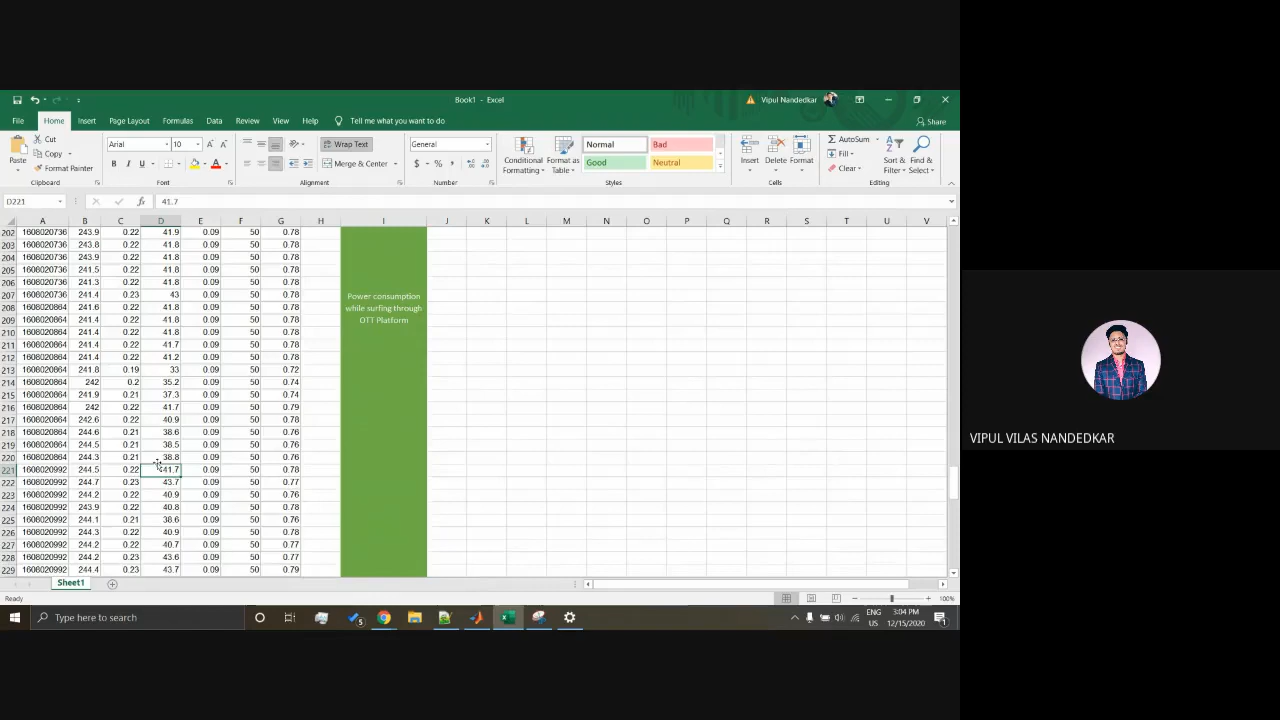 Book1 - Excel
Vipul Nandedkar
File Home Insert Page Layout Formulas Data Review View Help Tell me what you want to do
Share
Paste
Cut
Copy
Format Painter
Clipboard
Arial 10
B I U
Font
Wrap Text
Merge & Center
Alignment
General
$ % ,
Number
Conditional Formatting
Format as Table
Normal Bad
Good Neutral
Styles
Insert Delete Format
Cells
AutoSum
Fill
Clear
Sort & Filter
Find & Select
Editing
D221 fx 41.7
A B C D E F G H I J K L M N O P Q R S T U V
202 1608020736 243.9 0.22 41.9 0.09 50 0.78
203 1608020736 243.8 0.22 41.8 0.09 50 0.78
204 1608020736 243.9 0.22 41.8 0.09 50 0.78
205 1608020736 241.5 0.22 41.8 0.09 50 0.78
206 1608020736 241.3 0.22 41.8 0.09 50 0.78
207 1608020736 241.4 0.23 43 0.09 50 0.78
208 1608020864 241.6 0.22 41.8 0.09 50 0.78
209 1608020864 241.4 0.22 41.8 0.09 50 0.78
210 1608020864 241.4 0.22 41.8 0.09 50 0.78
211 1608020864 241.4 0.22 41.7 0.09 50 0.78
212 1608020864 241.4 0.22 41.2 0.09 50 0.78
213 1608020864 241.8 0.19 33 0.09 50 0.72
214 1608020864 242 0.2 35.2 0.09 50 0.74
215 1608020864 241.9 0.21 37.3 0.09 50 0.74
216 1608020864 242 0.22 41.7 0.09 50 0.79
217 1608020864 242.6 0.22 40.9 0.09 50 0.78
218 1608020864 244.6 0.21 38.6 0.09 50 0.76
219 1608020864 244.5 0.21 38.5 0.09 50 0.76
220 1608020864 244.3 0.21 38.8 0.09 50 0.76
221 1608020992 244.5 0.22 41.7 0.09 50 0.78
222 1608020992 244.7 0.23 43.7 0.09 50 0.76
223 1608020992 244.2 0.22 40.9 0.09 50 0.76
224 1608020992 243.9 0.22 40.8 0.09 50 0.78
225 1608020992 244.1 0.21 38.6 0.09 50 0.76
226 1608020992 244.3 0.22 40.9 0.09 50 0.78
227 1608020992 244.2 0.22 40.7 0.09 50 0.77
228 1608020992 244.2 0.23 43.6 0.09 50 0.77
229 1608020992 244.4 0.23 43.7 0.09 50 0.79
Power consumption
while surfing through
OTT Platform
Sheet1
Ready
100%
Type here to search
5
ENG
US
3:04 PM
12/15/2020
1
VIPUL VILAS NANDEDKAR